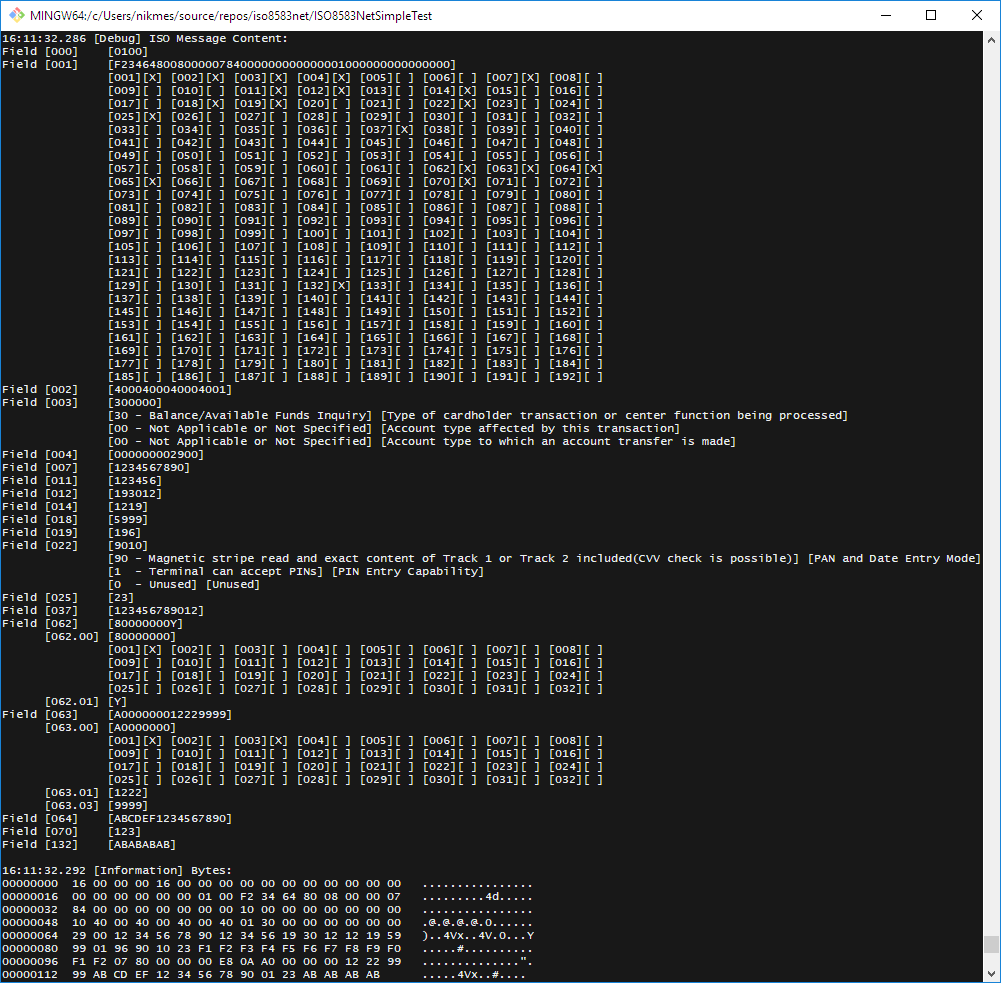 MINGW64:/c/Users/nikmes/source/repos/iso8583net/ISO8583NetSimpleTest
16:11:32.286 [Debug] ISO Message Content:
Field [000] [0100]
Field [001] [F23464800800000784000000000000001000000000000000]
[001][X] [002][X] [003][X] [004][X] [005][ ] [006][ ] [007][X] [008][ ]
[009][ ] [010][ ] [011][X] [012][X] [013][ ] [014][X] [015][ ] [016][ ]
[017][ ] [018][X] [019][X] [020][ ] [021][ ] [022][X] [023][ ] [024][ ]
[025][X] [026][ ] [027][ ] [028][ ] [029][ ] [030][ ] [031][ ] [032][ ]
[033][ ] [034][ ] [035][ ] [036][ ] [037][X] [038][ ] [039][ ] [040][ ]
[041][ ] [042][ ] [043][ ] [044][ ] [045][ ] [046][ ] [047][ ] [048][ ]
[049][ ] [050][ ] [051][ ] [052][ ] [053][ ] [054][ ] [055][ ] [056][ ]
[057][ ] [058][ ] [059][ ] [060][ ] [061][ ] [062][X] [063][X] [064][X]
[065][X] [066][ ] [067][ ] [068][ ] [069][ ] [070][X] [071][ ] [072][ ]
[073][ ] [074][ ] [075][ ] [076][ ] [077][ ] [078][ ] [079][ ] [080][ ]
[081][ ] [082][ ] [083][ ] [084][ ] [085][ ] [086][ ] [087][ ] [088][ ]
[089][ ] [090][ ] [091][ ] [092][ ] [093][ ] [094][ ] [095][ ] [096][ ]
[097][ ] [098][ ] [099][ ] [100][ ] [101][ ] [102][ ] [103][ ] [104][ ]
[105][ ] [106][ ] [107][ ] [108][ ] [109][ ] [110][ ] [111][ ] [112][ ]
[113][ ] [114][ ] [115][ ] [116][ ] [117][ ] [118][ ] [119][ ] [120][ ]
[121][ ] [122][ ] [123][ ] [124][ ] [125][ ] [126][ ] [127][ ] [128][ ]
[129][ ] [130][ ] [131][ ] [132][X] [133][ ] [134][ ] [135][ ] [136][ ]
[137][ ] [138][ ] [139][ ] [140][ ] [141][ ] [142][ ] [143][ ] [144][ ]
[145][ ] [146][ ] [147][ ] [148][ ] [149][ ] [150][ ] [151][ ] [152][ ]
[153][ ] [154][ ] [155][ ] [156][ ] [157][ ] [158][ ] [159][ ] [160][ ]
[161][ ] [162][ ] [163][ ] [164][ ] [165][ ] [166][ ] [167][ ] [168][ ]
[169][ ] [170][ ] [171][ ] [172][ ] [173][ ] [174][ ] [175][ ] [176][ ]
[177][ ] [178][ ] [179][ ] [180][ ] [181][ ] [182][ ] [183][ ] [184][ ]
[185][ ] [186][ ] [187][ ] [188][ ] [189][ ] [190][ ] [191][ ] [192][ ]
Field [002] [4000400040004001]
Field [003] [300000]
[30 - Balance/Available Funds Inquiry] [Type of cardholder transaction or center function being processed]
[00 - Not Applicable or Not Specified] [Account type affected by this transaction]
[00 - Not Applicable or Not Specified] [Account type to which an account transfer is made]
Field [004] [000000002900]
Field [007] [1234567890]
Field [011] [123456]
Field [012] [193012]
Field [014] [1219]
Field [018] [5999]
Field [019] [196]
Field [022] [9010]
[90 - Magnetic stripe read and exact content of Track 1 or Track 2 included(CVV check is possible)] [PAN and Date Entry Mode]
[1 - Terminal can accept PINs] [PIN Entry Capability]
[0 - Unused] [Unused]
Field [025] [23]
Field [037] [123456789012]
Field [062] [80000000Y]
[062.00] [80000000]
[001][X] [002][ ] [003][ ] [004][ ] [005][ ] [006][ ] [007][ ] [008][ ]
[009][ ] [010][ ] [011][ ] [012][ ] [013][ ] [014][ ] [015][ ] [016][ ]
[017][ ] [018][ ] [019][ ] [020][ ] [021][ ] [022][ ] [023][ ] [024][ ]
[025][ ] [026][ ] [027][ ] [028][ ] [029][ ] [030][ ] [031][ ] [032][ ]
[062.01] [Y]
Field [063] [A000000012229999]
[063.00] [A0000000]
[001][X] [002][ ] [003][X] [004][ ] [005][ ] [006][ ] [007][ ] [008][ ]
[009][ ] [010][ ] [011][ ] [012][ ] [013][ ] [014][ ] [015][ ] [016][ ]
[017][ ] [018][ ] [019][ ] [020][ ] [021][ ] [022][ ] [023][ ] [024][ ]
[025][ ] [026][ ] [027][ ] [028][ ] [029][ ] [030][ ] [031][ ] [032][ ]
[063.01] [1222]
[063.03] [9999]
Field [064] [ABCDEF1234567890]
Field [070] [123]
Field [132] [ABABABAB]
16:11:32.292 [Information] Bytes:
00000000 16 00 00 00 16 00 00 00 00 00 00 00 00 00 00 00 ................
00000016 00 00 00 00 00 00 01 00 F2 34 64 80 08 00 00 07 .........4d.....
00000032 84 00 00 00 00 00 00 00 10 00 00 00 00 00 00 00 ................
00000048 10 40 00 40 00 40 00 40 01 30 00 00 00 00 00 00 .@.@.@.@.0......
00000064 29 00 12 34 56 78 90 12 34 56 19 30 12 12 19 59 )..4Vx..4V.0...Y
00000080 99 01 96 90 10 23 F1 F2 F3 F4 F5 F6 F7 F8 F9 F0 .....#..........
00000096 F1 F2 07 80 00 00 00 E8 0A A0 00 00 00 12 22 99 ..............".
00000112 99 AB CD EF 12 34 56 78 90 01 23 AB AB AB AB .....4Vx..#....